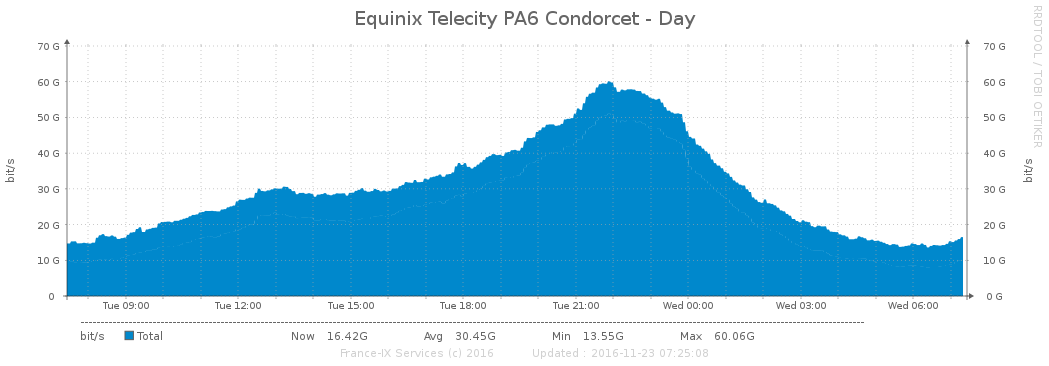 Equinix Telecity PA6 Condorcet - Day
RRDTOOL / TOBI OETIKER
bit/s
70 G 70 G
60 G 60 G
50 G 50 G
40 G 40 G
30 G 30 G
20 G 20 G
10 G 10 G
0 0 G
bit/s
Tue 09:00 Tue 12:00 Tue 15:00 Tue 18:00 Tue 21:00 Wed 00:00 Wed 03:00 Wed 06:00
bit/s Total Now 16.42G Avg 30.45G Min 13.55G Max 60.06G
France-IX Services (c) 2016 Updated : 2016-11-23 07:25:08